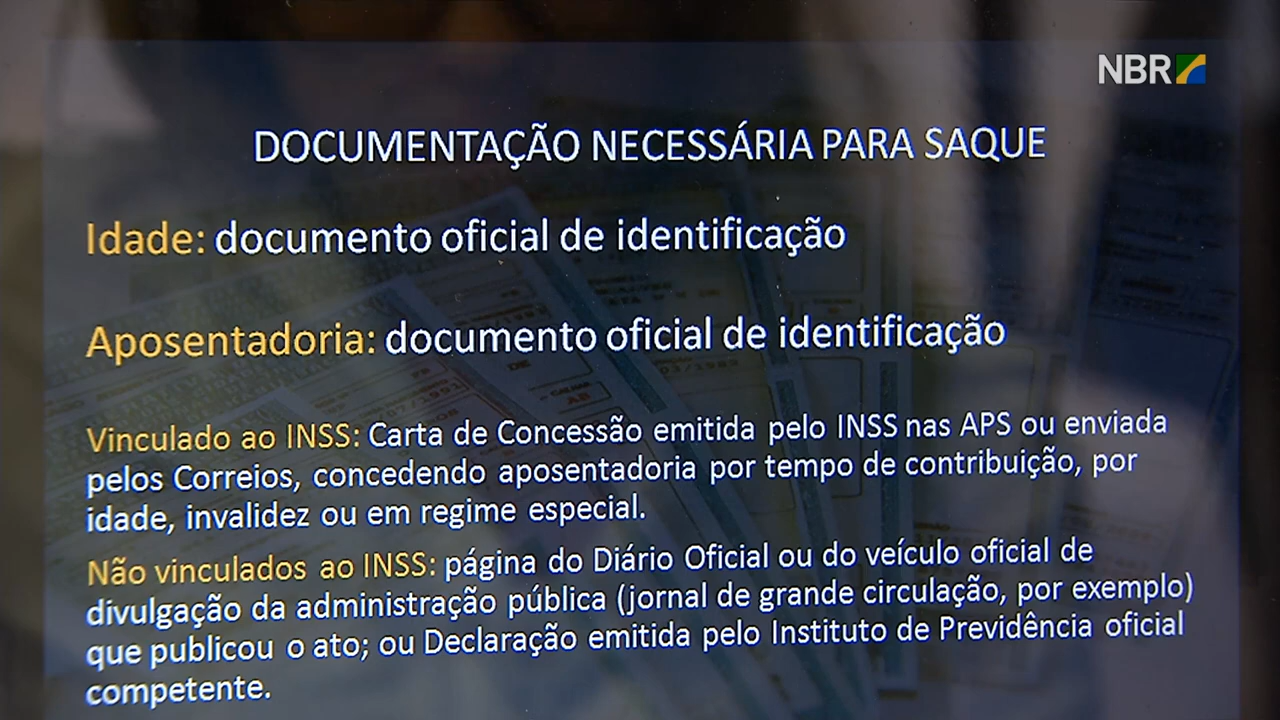 NBR
DOCUMENTAÇÃO NECESSÁRIA PARA SAQUE
Idade: documento oficial de identificação
Aposentadoria: documento oficial de identificação
Vinculado ao INSS: Carta de Concessão emitida pelo INSS nas APS ou enviada
pelos Correios, concedendo aposentadoria por tempo de contribuição, por
idade, invalidez ou em regime especial.
Não vinculados ao INSS: página do Diário Oficial ou do veículo oficial de
divulgação da administração pública (jornal de grande circulação, por exemplo)
que publicou o ato; ou Declaração emitida pelo Instituto de Previdência oficial
competente.